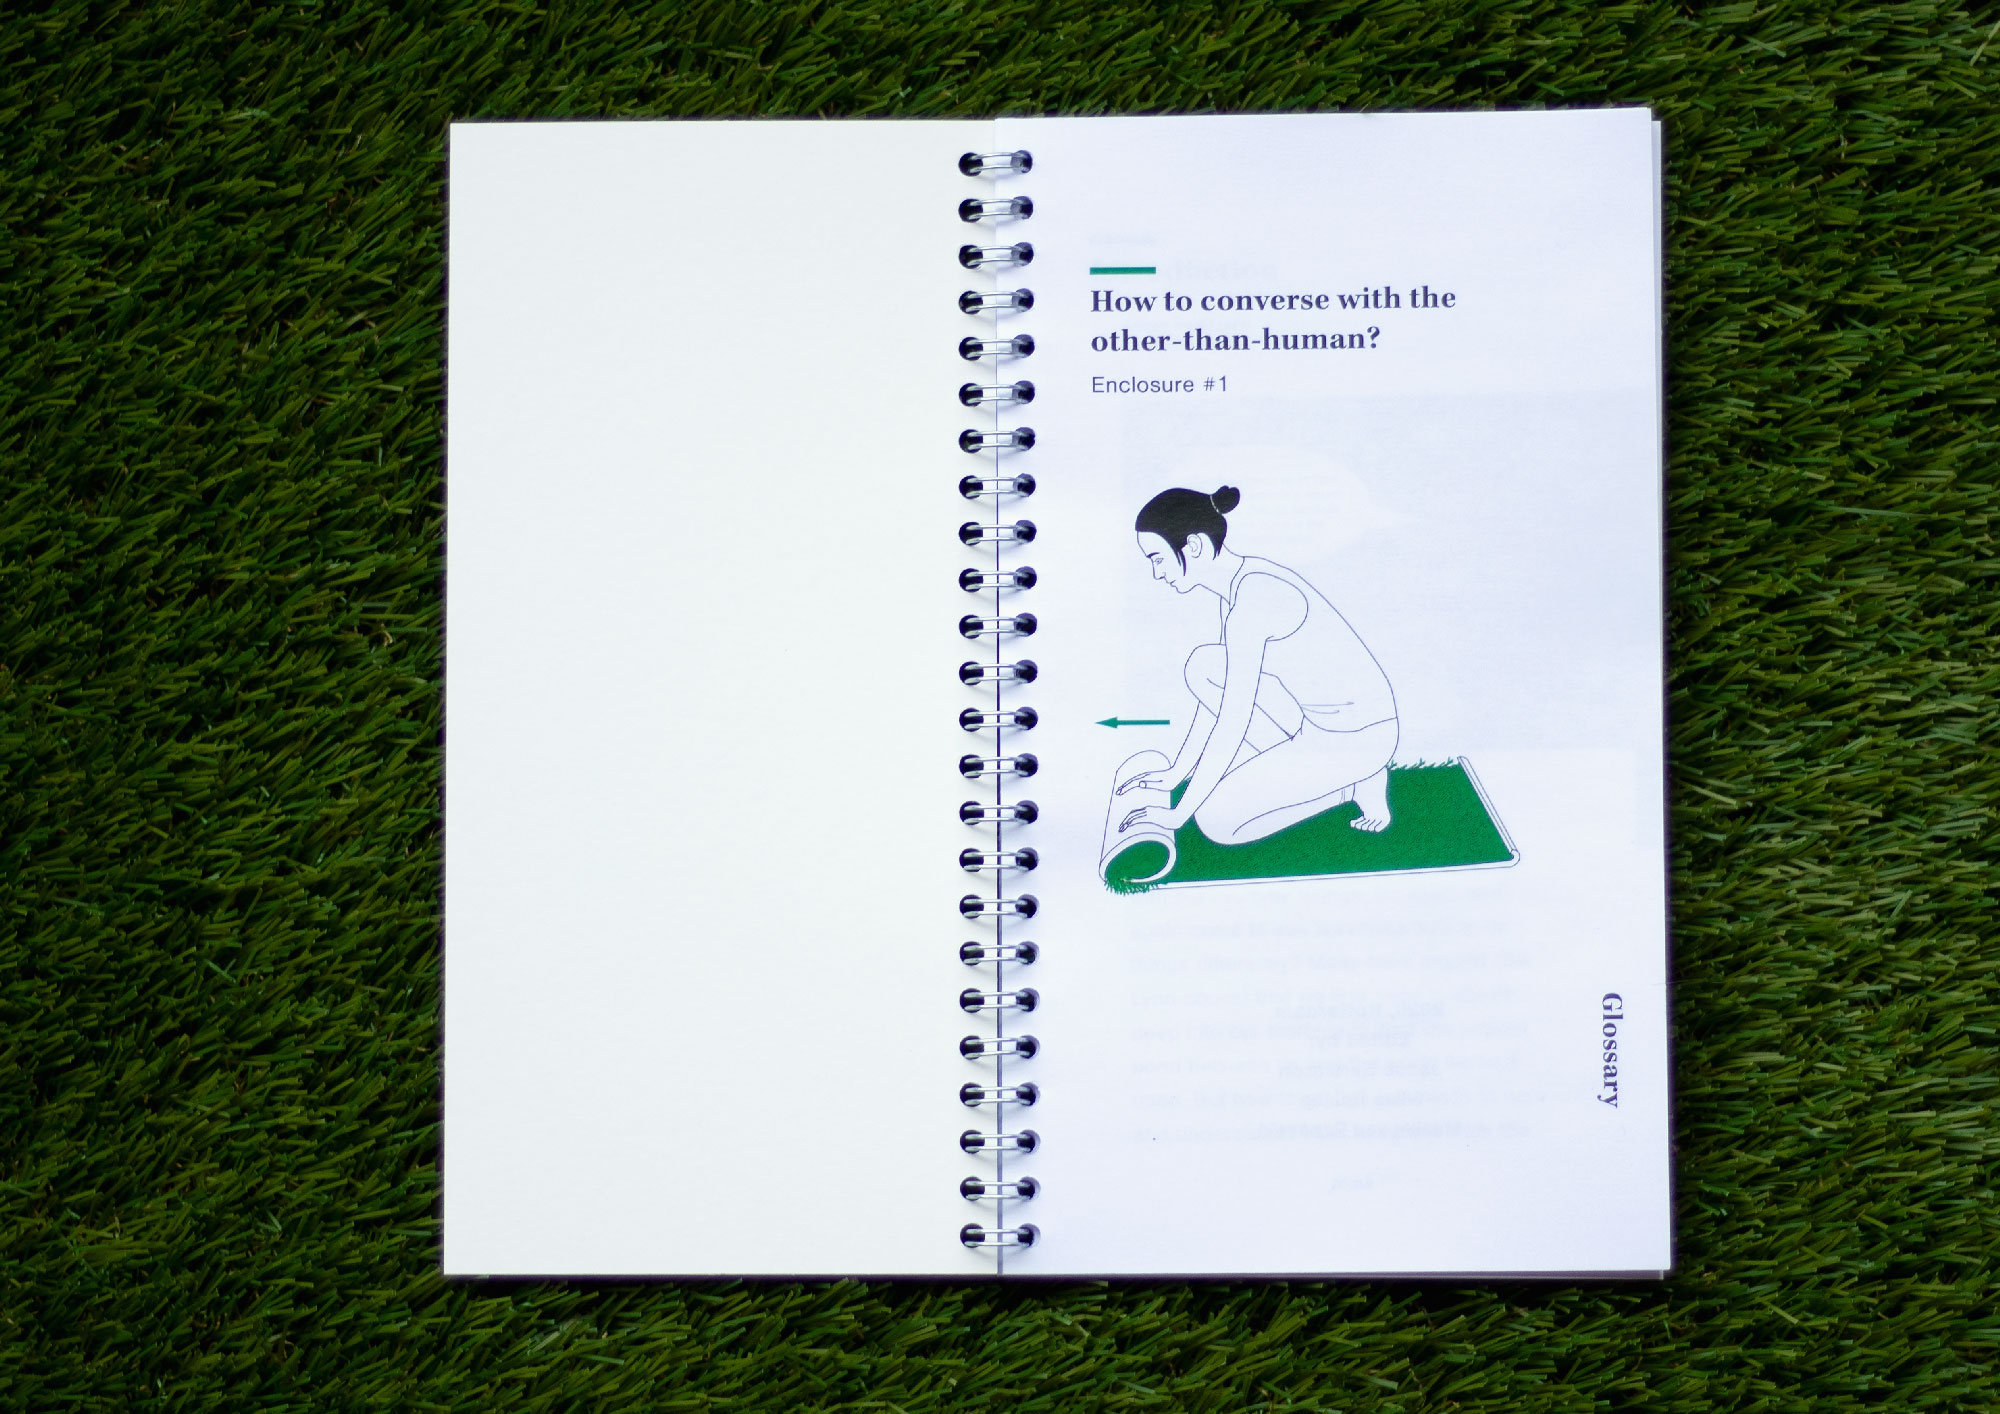 How to converse with the
other-than-human?
Enclosure #1
Glossary